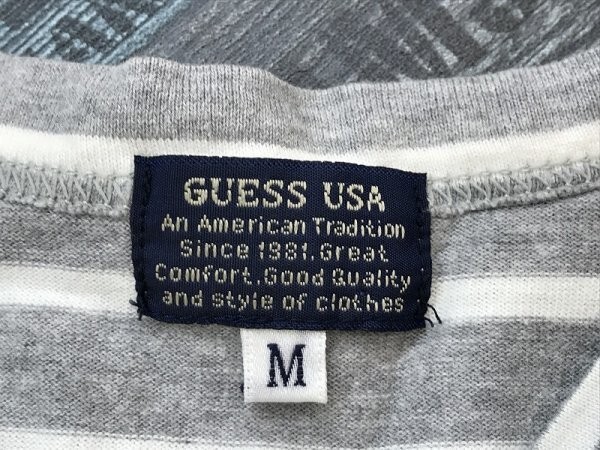 GUESS USA
An American Tradition
Since 1981.Great
Comfort.Good Quality
and style of clothes
M